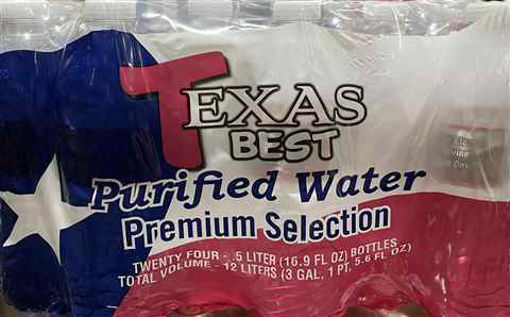 TEXAS
BEST
Purified Water
Premium Selection
TWENTY FOUR - .5 LITER (16.9 FL OZ) BOTTLES
TOTAL VOLUME - 12 LITERS (3 GAL, 1 PT, 5.6 FL OZ)